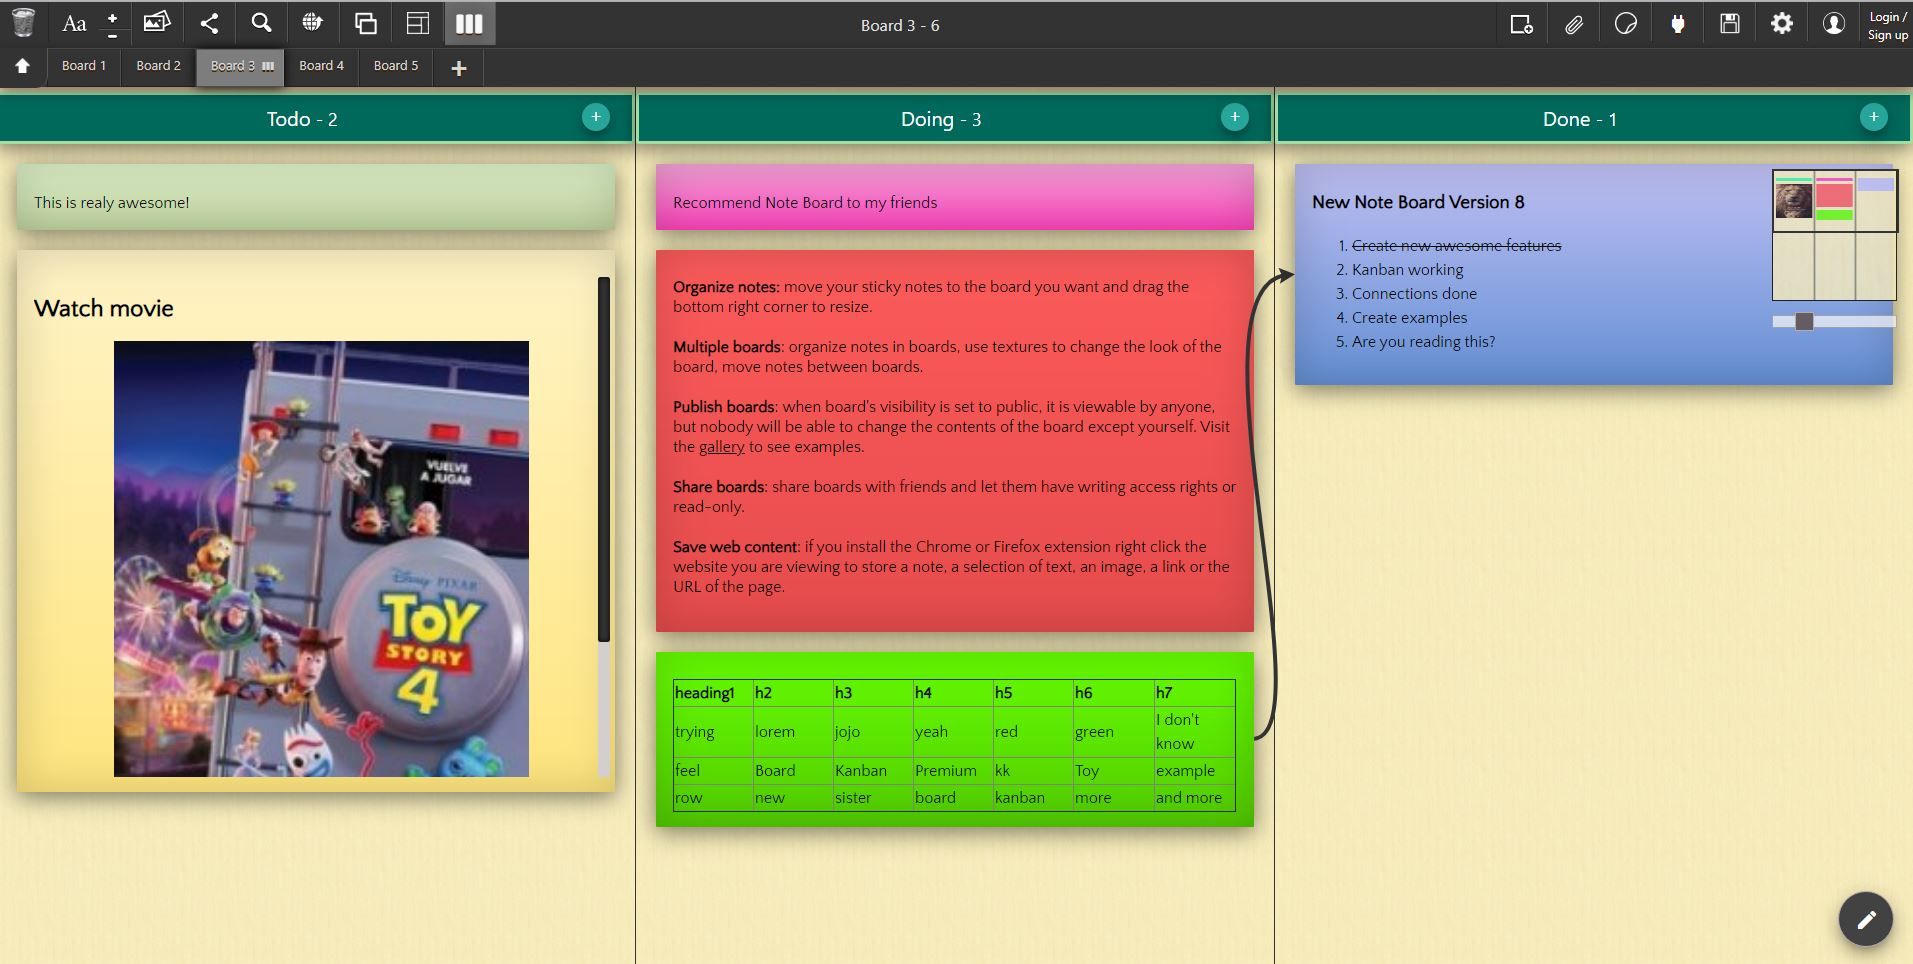 Aa
Board 3 - 6
Login /
Sign up
Board 1
Board 2
Board 3
Board 4
Board 5
+
Todo - 2
+
This is realy awesome!
Watch movie
VUELVE
A JUGAR
Disney PIXAR
TOY
STORY
4
Doing - 3
+
Recommend Note Board to my friends
Organize notes: move your sticky notes to the board you want and drag the
bottom right corner to resize.
Multiple boards: organize notes in boards, use textures to change the look of the
board, move notes between boards.
Publish boards: when board's visibility is set to public, it is viewable by anyone,
but nobody will be able to change the contents of the board except yourself. Visit
the gallery to see examples.
Share boards: share boards with friends and let them have writing access rights or
read-only.
Save web content: if you install the Chrome or Firefox extension right click the
website you are viewing to store a note, a selection of text, an image, a link or the
URL of the page.
heading1 h2 h3 h4 h5 h6 h7
trying lorem jojo yeah red green I don't
know
feel Board Kanban Premium kk Toy example
row new sister board kanban more and more
Done - 1
+
New Note Board Version 8
1. Create new awesome features
2. Kanban working
3. Connections done
4. Create examples
5. Are you reading this?